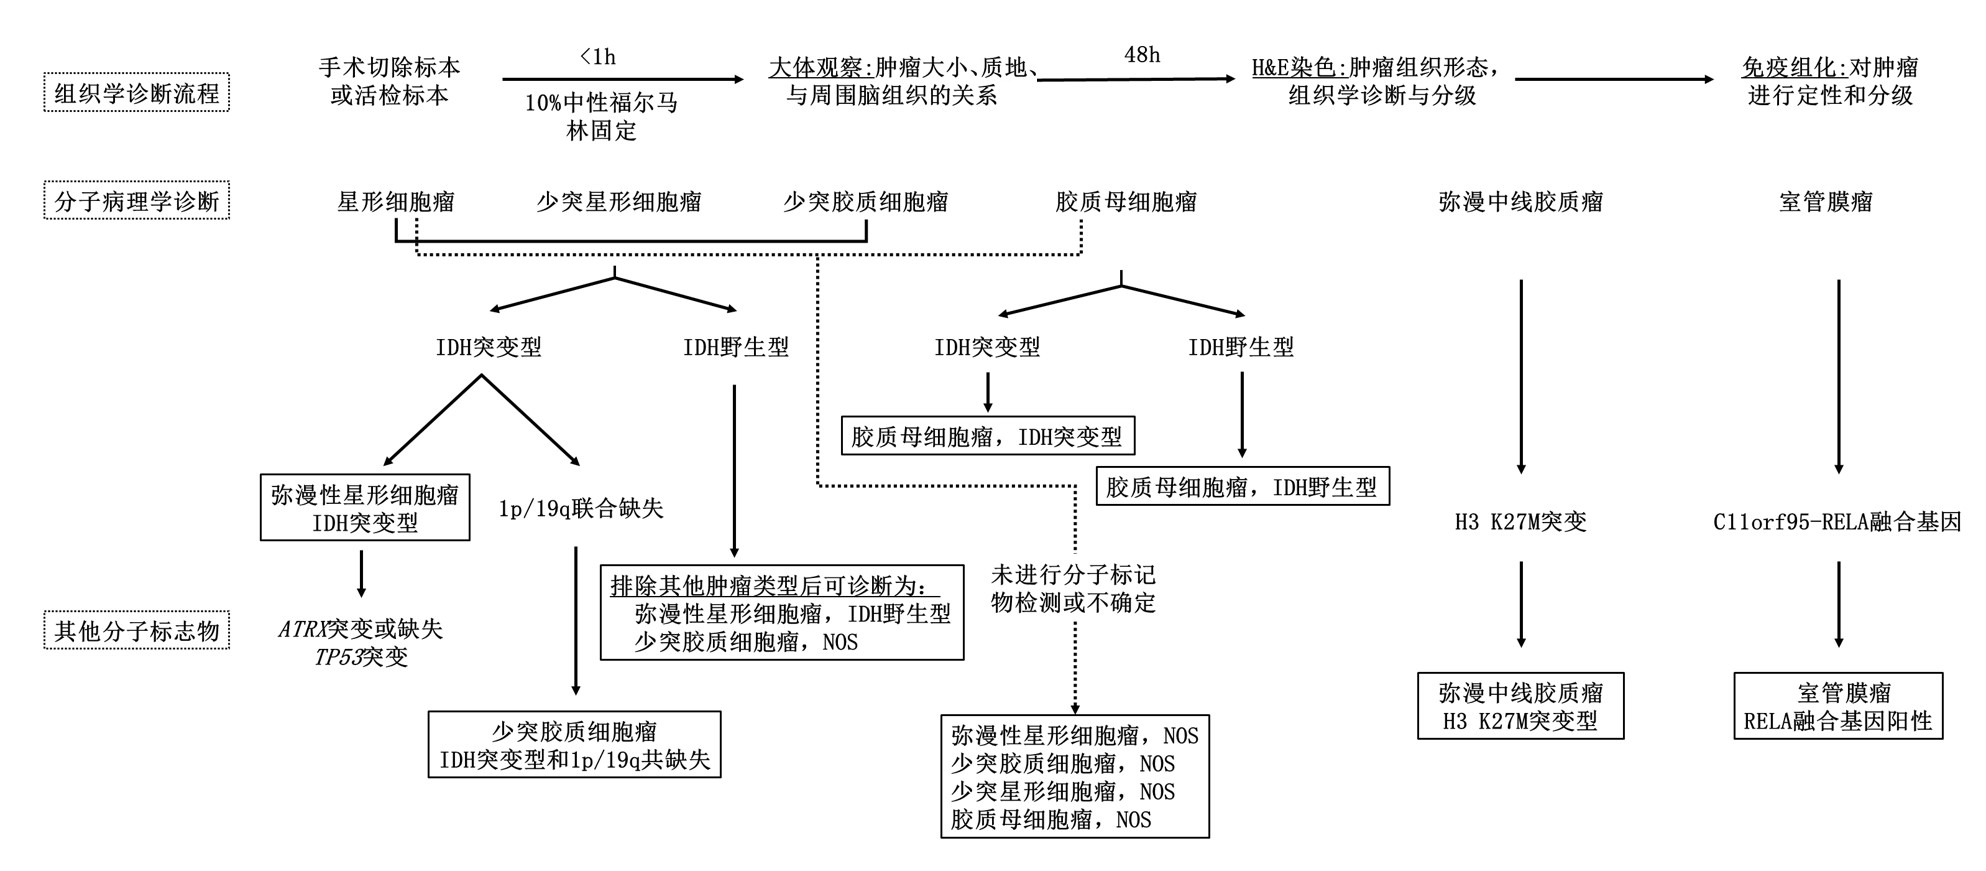 组织学诊断流程
手术切除标本
或活检标本
<1h
10%中性福尔马
林固定
大体观察:肿瘤大小、质地、
与周围脑组织的关系
48h
H&E染色:肿瘤组织形态，
组织学诊断与分级
免疫组化:对肿瘤
进行定性和分级
分子病理学诊断
星形细胞瘤
少突星形细胞瘤
少突胶质细胞瘤
胶质母细胞瘤
弥漫中线胶质瘤
室管膜瘤
IDH突变型
IDH野生型
IDH突变型
IDH野生型
胶质母细胞瘤，IDH突变型
胶质母细胞瘤，IDH野生型
弥漫性星形细胞瘤
IDH突变型
1p/19q联合缺失
H3 K27M突变
C11orf95-RELA融合基因
排除其他肿瘤类型后可诊断为:
弥漫性星形细胞瘤，IDH野生型
少突胶质细胞瘤，NOS
未进行分子标记
物检测或不确定
其他分子标志物
ATRX突变或缺失
TP53突变
少突胶质细胞瘤
IDH突变型和1p/19q共缺失
弥漫性星形细胞瘤，NOS
少突胶质细胞瘤，NOS
少突星形细胞瘤，NOS
胶质母细胞瘤，NOS
弥漫中线胶质瘤
H3 K27M突变型
室管膜瘤
RELA融合基因阳性